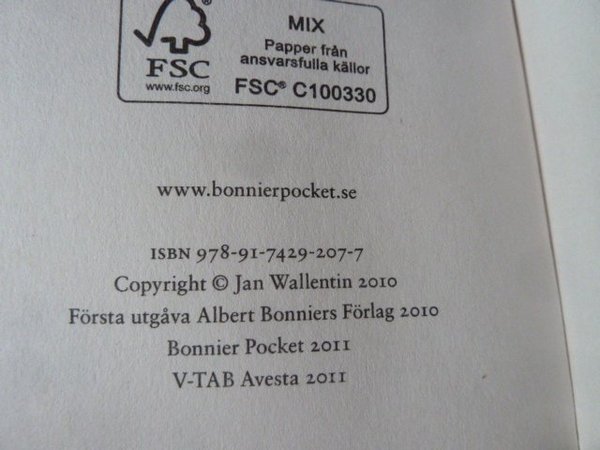 FSC
www.fsc.org
MIX
Papper från
ansvarsfulla källor
FSC® C100330
www.bonnierpocket.se
ISBN 978-91-7429-207-7
Copyright © Jan Wallentin 2010
Första utgåva Albert Bonniers Förlag 2010
Bonnier Pocket 2011
V-TAB Avesta 2011